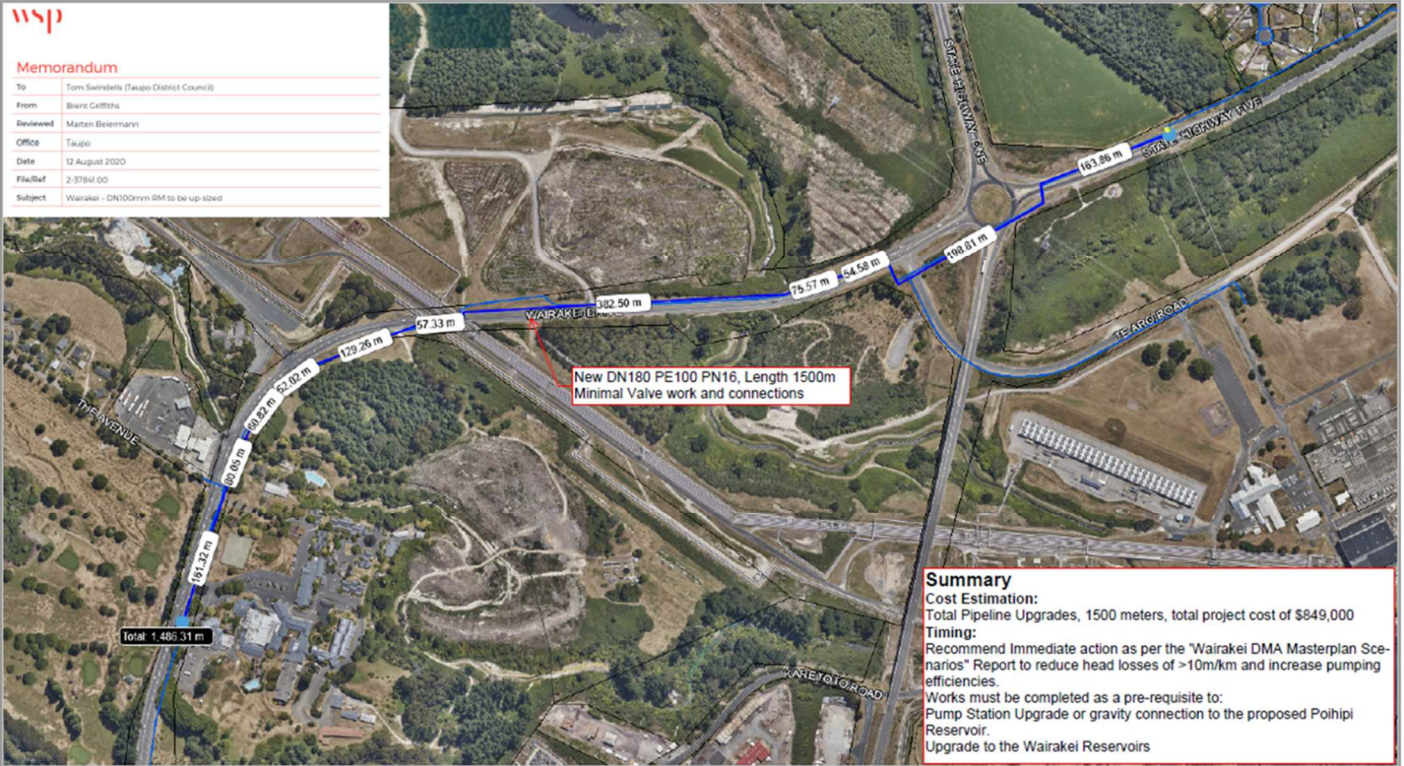 wsp
Memorandum
To Tom Swindells (Taupo District Council)
From Brent Griffiths
Reviewed Marten Beiermann
Office Taupo
Date 12 August 2020
File/Ref 2-37841.00
Subject Wairakei - DN100mm RM to be up-sized
STATE HIGHWAY ONE
STATE HIGHWAY FIVE
163.86 m
198.81 m
54.58 m
75.57 m
382.50 m
WAIRAKEI DRIVE
57.33 m
129.26 m
52.02 m
60.82 m
80.05 m
161.32 m
THE AVENUE
TE ARO ROAD
New DN180 PE100 PN16, Length 1500m
Minimal Valve work and connections
Total: 1,486.31 m
KARETOTO ROAD
Summary
Cost Estimation:
Total Pipeline Upgrades, 1500 meters, total project cost of $849,000
Timing:
Recommend Immediate action as per the "Wairakei DMA Masterplan Sce-
narios" Report to reduce head losses of >10m/km and increase pumping
efficiencies.
Works must be completed as a pre-requisite to:
Pump Station Upgrade or gravity connection to the proposed Poihipi
Reservoir.
Upgrade to the Wairakei Reservoirs